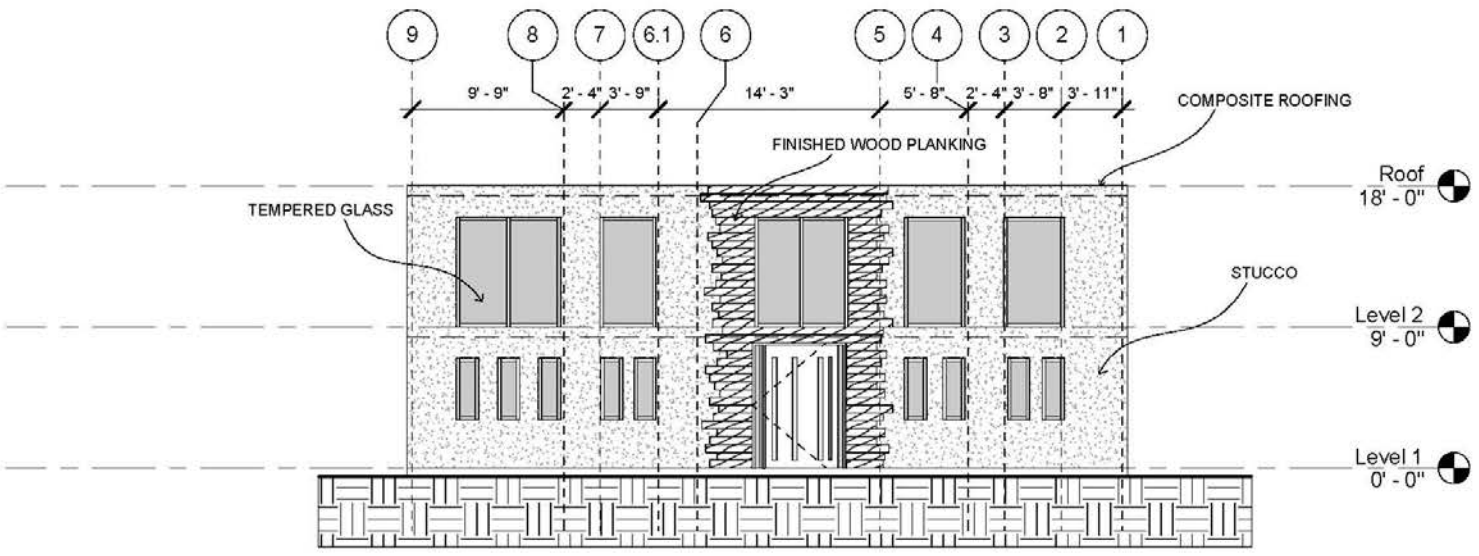 9 8 7 6.1 6 5 4 3 2 1
9' - 9" 2' - 4" 3' - 9" 14' - 3" 5' - 8" 2' - 4" 3' - 8" 3' - 11"
COMPOSITE ROOFING
FINISHED WOOD PLANKING
Roof
18' - 0"
TEMPERED GLASS
STUCCO
Level 2
9' - 0"
Level 1
0' - 0"